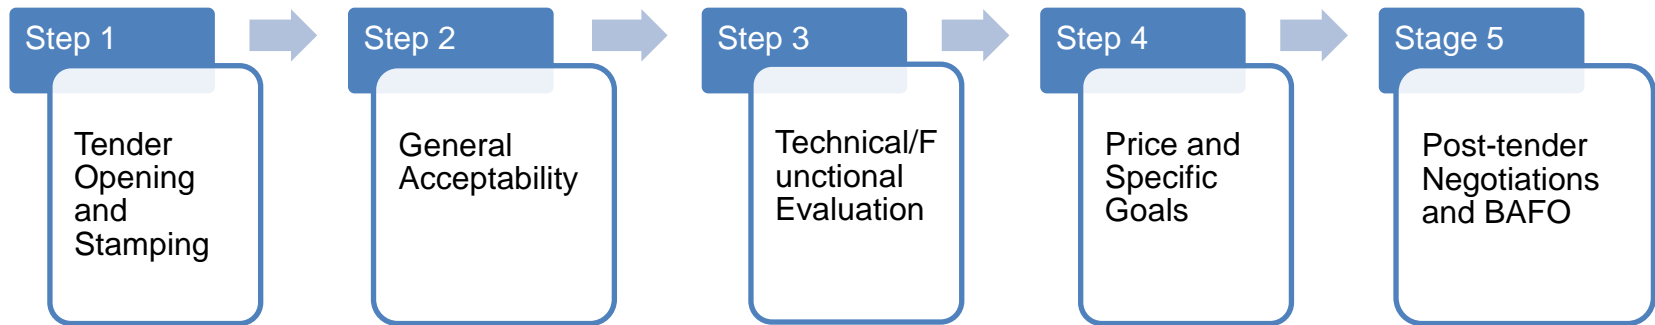 Step 1
Tender
Opening
and
Stamping
Step 2
General
Acceptability
Step 3
Technical/F
unctional
Evaluation
Step 4
Price and
Specific
Goals
Stage 5
Post-tender
Negotiations
and BAFO